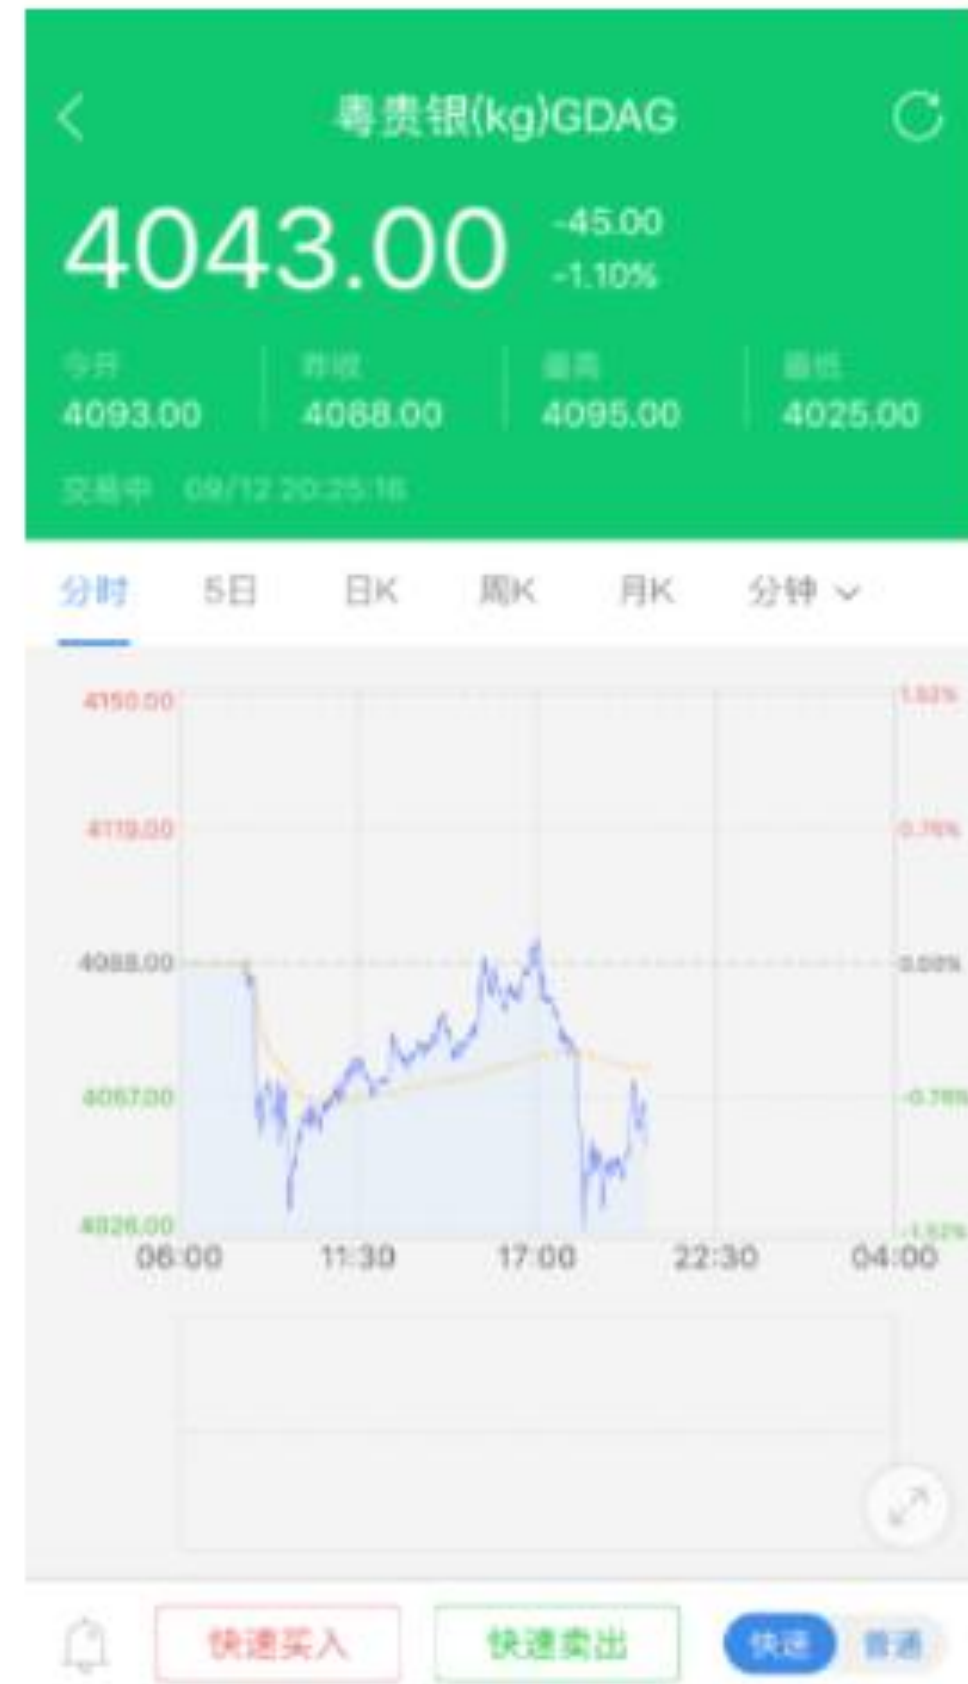 粤贵银(kg)GDAG
4043.00
-45.00
-1.10%
今开 昨收 最高 最低
4093.00 4088.00 4095.00 4025.00
交易中 09/12 20:25:16
分时 5日 日K 周K 月K 分钟
4150.00 1.52%
4119.00 0.76%
4088.00 0.00%
4057.00 -0.76%
4026.00 -1.52%
06:00 11:30 17:00 22:30 04:00
快速买入 快速卖出 快速 普通